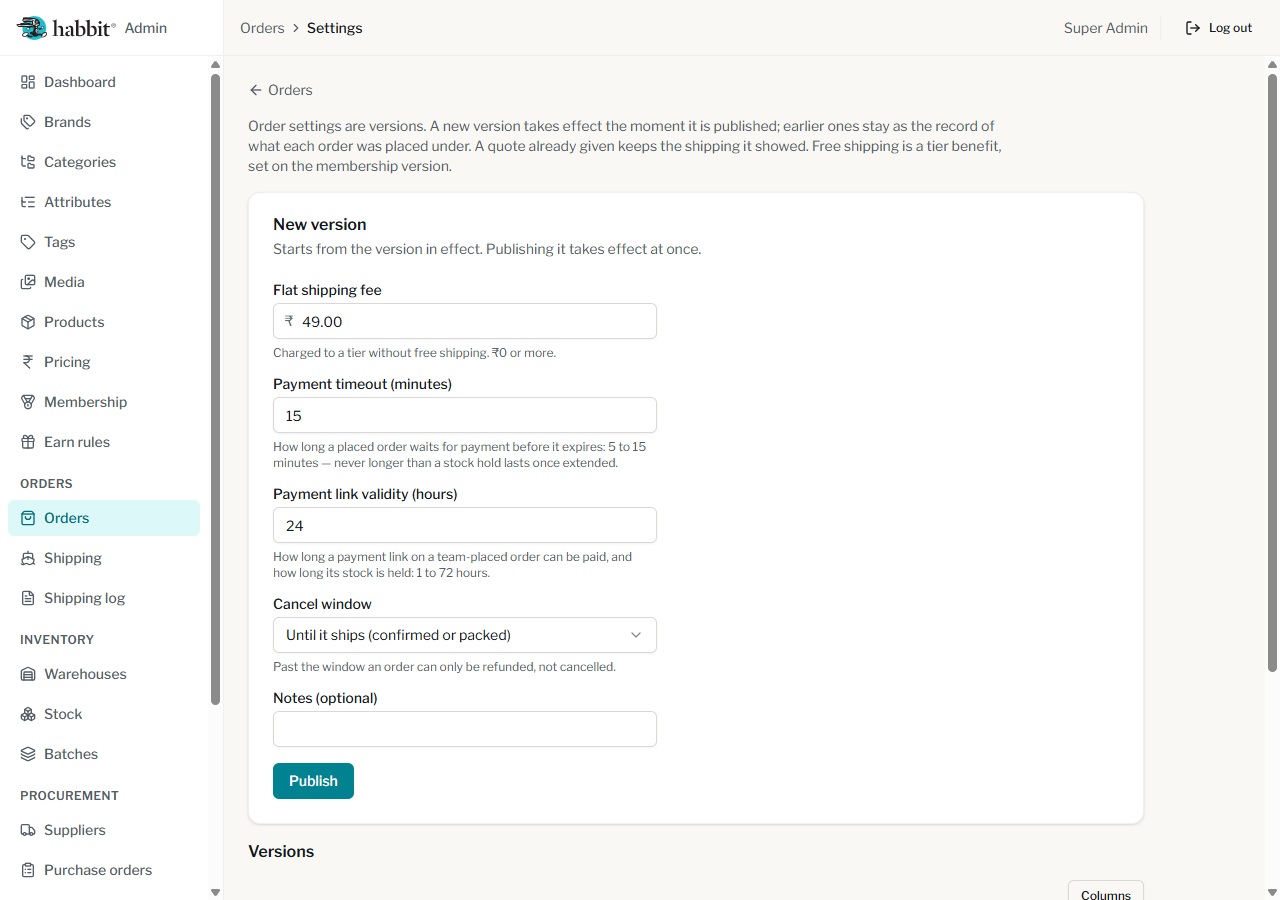 habbit® Admin
Orders > Settings
Super Admin
Log out
Dashboard
Brands
Categories
Attributes
Tags
Media
Products
Pricing
Membership
Earn rules
ORDERS
Orders
Shipping
Shipping log
INVENTORY
Warehouses
Stock
Batches
PROCUREMENT
Suppliers
Purchase orders
← Orders
Order settings are versions. A new version takes effect the moment it is published; earlier ones stay as the record of
what each order was placed under. A quote already given keeps the shipping it showed. Free shipping is a tier benefit,
set on the membership version.
New version
Starts from the version in effect. Publishing it takes effect at once.
Flat shipping fee
₹ 49.00
Charged to a tier without free shipping. ₹0 or more.
Payment timeout (minutes)
15
How long a placed order waits for payment before it expires: 5 to 15
minutes — never longer than a stock hold lasts once extended.
Payment link validity (hours)
24
How long a payment link on a team-placed order can be paid, and
how long its stock is held: 1 to 72 hours.
Cancel window
Until it ships (confirmed or packed)
Past the window an order can only be refunded, not cancelled.
Notes (optional)
Publish
Versions
Columns